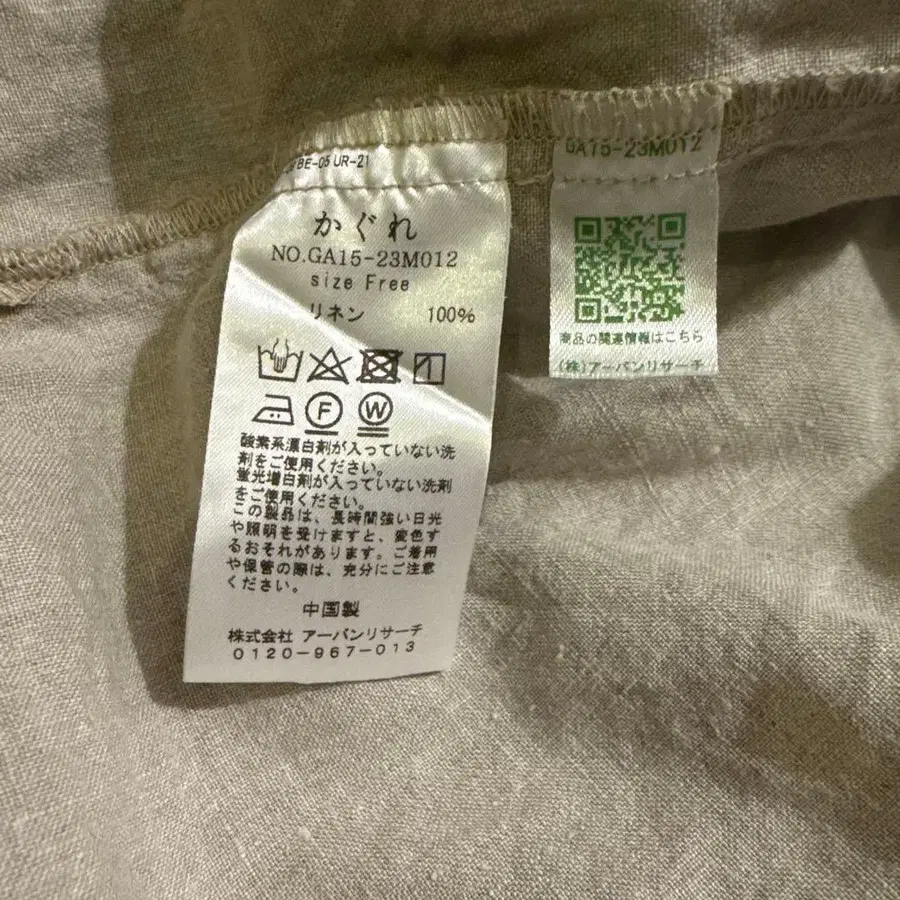 BE-05 UR-21
かぐれ
NO.GA15-23M012
size Free
リネン 100%
F W
酸素系漂白剤が入っていない洗
剤をご使用ください。
蛍光増白剤が入っていない洗剤
をご使用ください。
この製品は、長時間強い日光
や照明を受けますと、変色す
るおそれがあります。ご着用
や保管の際は、充分にご注意
ください。
中国製
株式会社 アーバンリサーチ
0120-967-013
GA15-23M012
商品の関連情報はこちら
(株)アーバンリサーチ